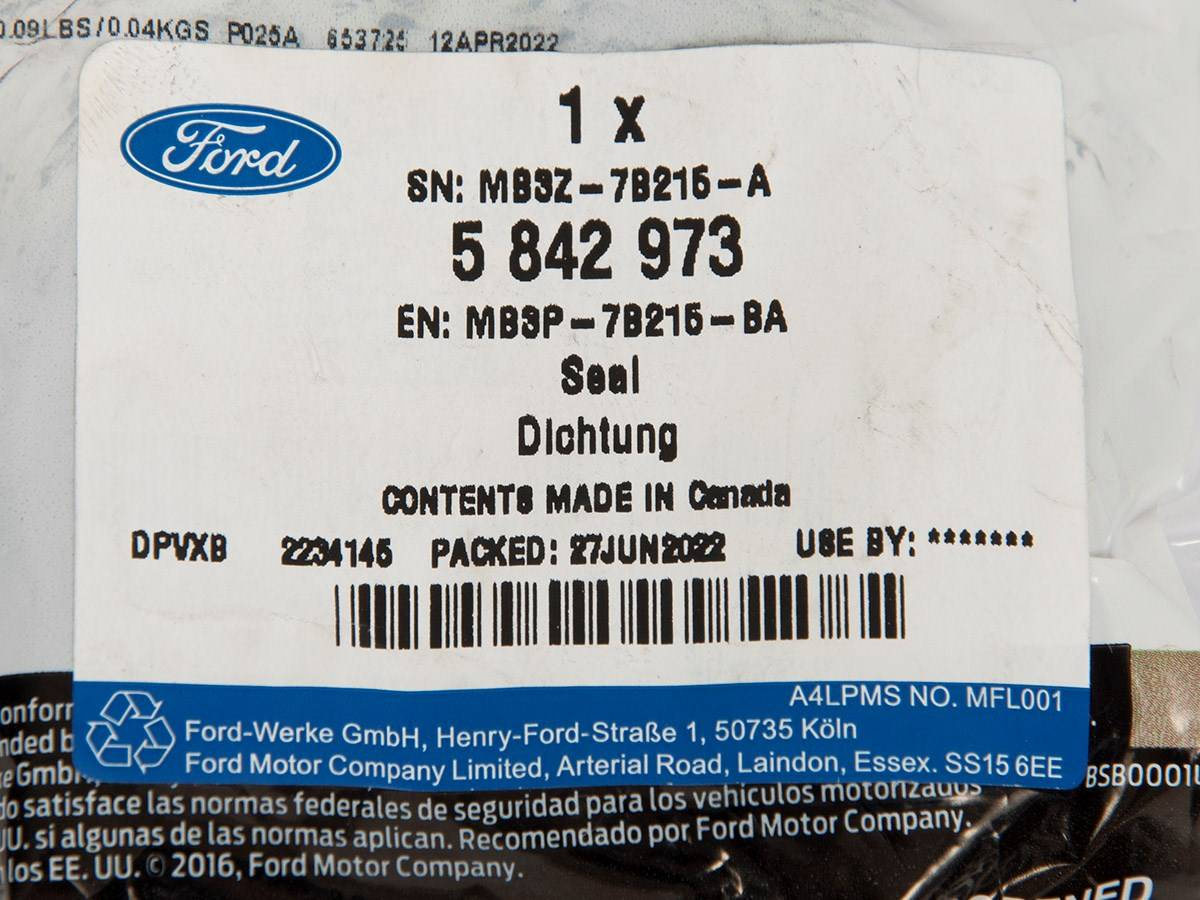 0.09LBS/0.04KGS P025A 653725 12APR2022
Ford
1 x
SN: MB3Z-7B215-A
5 842 973
EN: MB3P-7B215-BA
Seal
Dichtung
CONTENTS MADE IN Canada
DPVXB 2234145 PACKED: 27JUN2022 USE BY: *******
A4LPMS NO. MFL001
Ford-Werke GmbH, Henry-Ford-Straße 1, 50735 Köln
Ford Motor Company Limited, Arterial Road, Laindon, Essex. SS15 6EE
satisface las normas federales de seguridad para los vehículos motorizados
UU. si algunas de las normas aplican. Recomendado por Ford Motor Company.
los EE. UU. © 2016, Ford Motor Company.